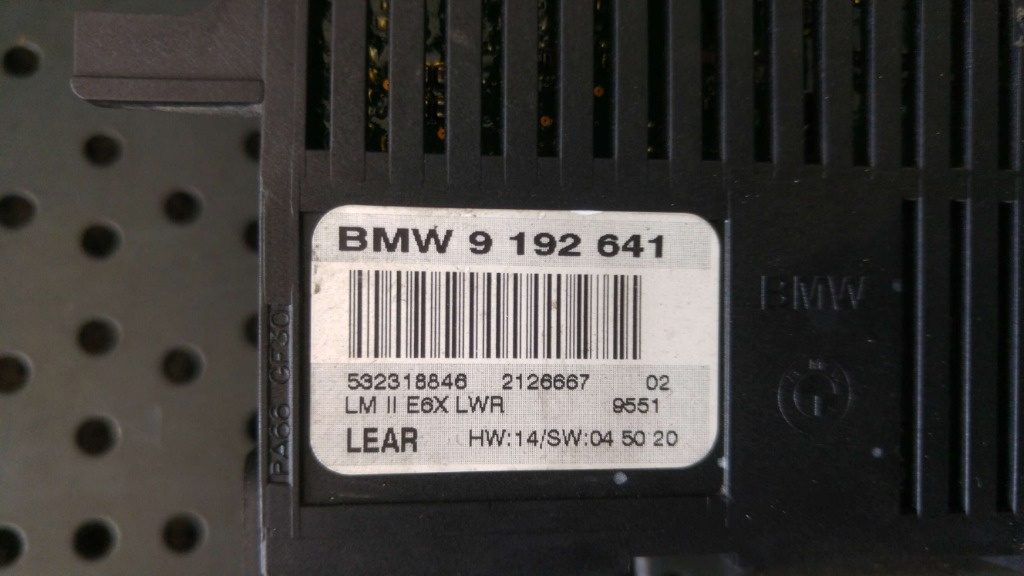 BMW 9 192 641
532318846 2126667 02
LM II E6X LWR 9551
LEAR HW:14/SW:04 50 20
BMW
PA66 GF30